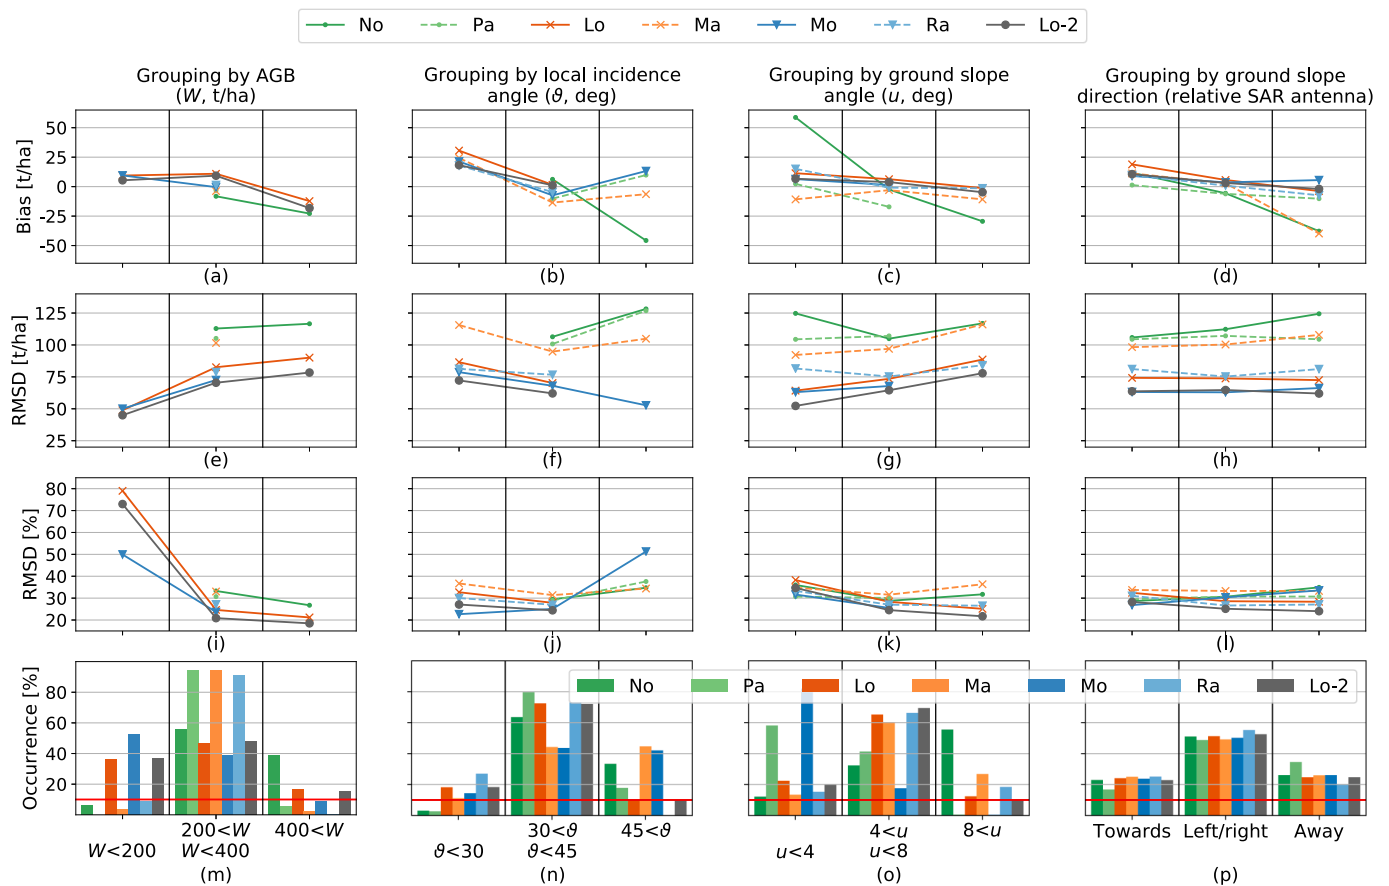 No Pa Lo Ma Mo Ra Lo-2
Grouping by AGB
(W, t/ha)
Grouping by local incidence
angle (ϑ, deg)
Grouping by ground slope
angle (u, deg)
Grouping by ground slope
direction (relative SAR antenna)
Bias [t/ha]
50
25
0
-25
-50
(a) (b) (c) (d)
RMSD [t/ha]
125
100
75
50
25
(e) (f) (g) (h)
RMSD [%]
80
70
60
50
40
30
20
(i) (j) (k) (l)
Occurrence [%]
80
60
40
20
No Pa Lo Ma Mo Ra Lo-2
W<200
200<W
W<400
400<W
ϑ<30
30<ϑ
ϑ<45
45<ϑ
u<4
4<u
u<8
8<u
Towards Left/right Away
(m) (n) (o) (p)